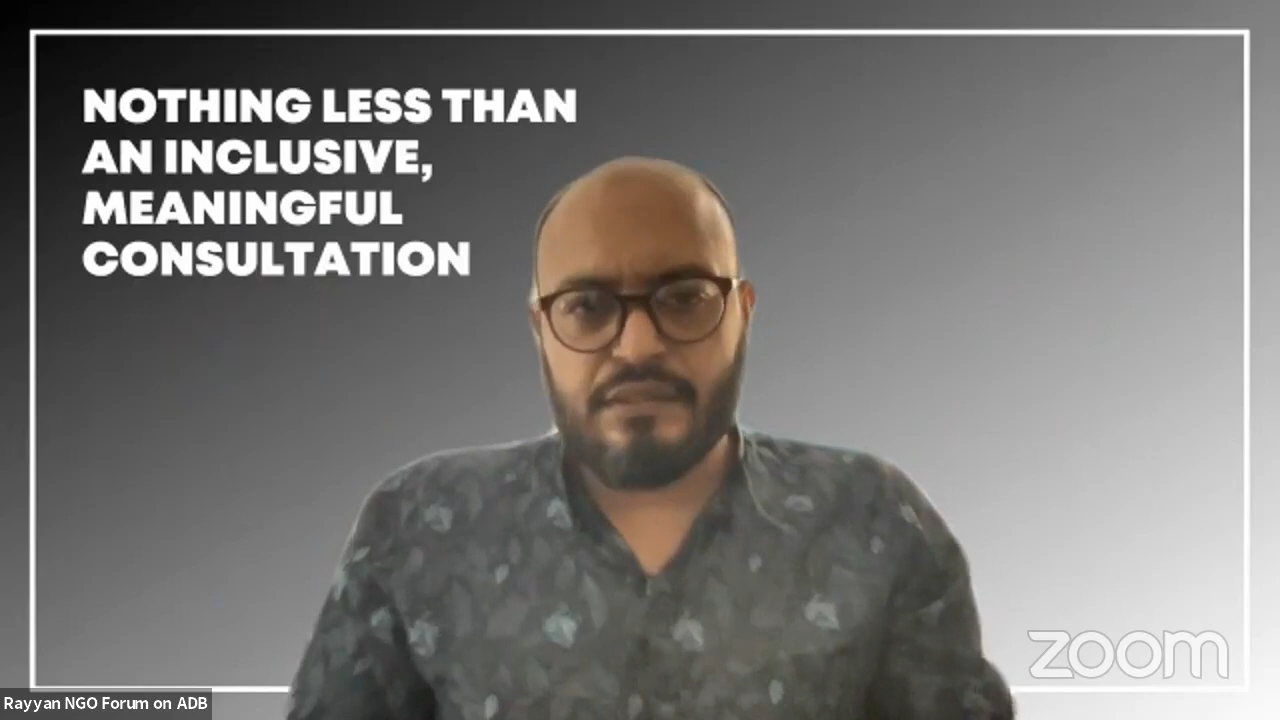 NOTHING LESS THAN
AN INCLUSIVE,
MEANINGFUL
CONSULTATION
zoom
Rayyan NGO Forum on ADB